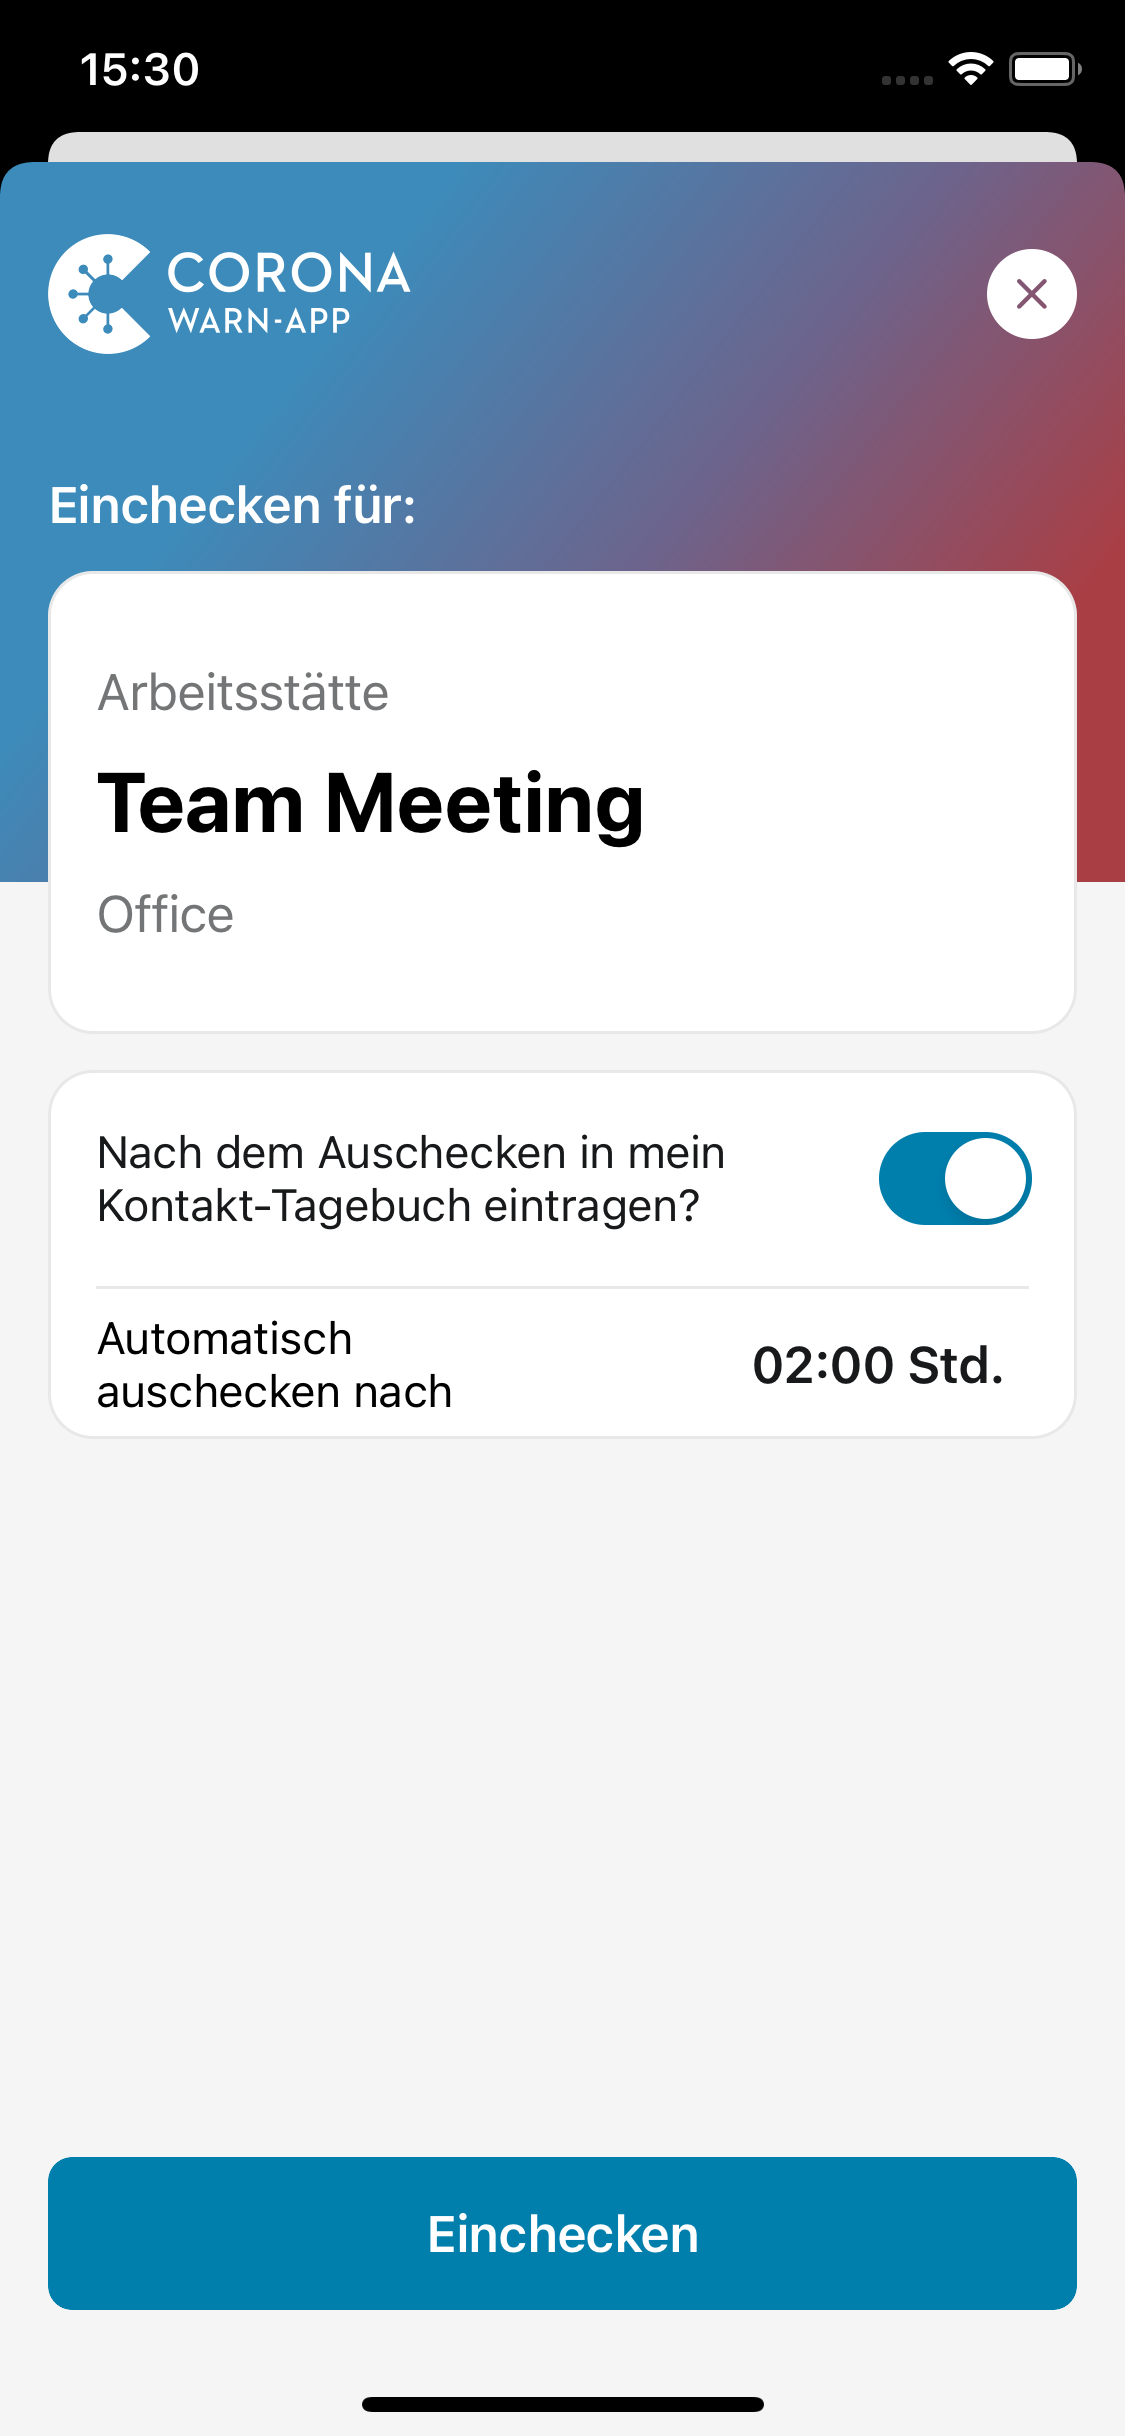 15:30
CORONA
WARN-APP
Einchecken für:
Arbeitsstätte
Team Meeting
Office
Nach dem Auschecken in mein
Kontakt-Tagebuch eintragen?
Automatisch
auschecken nach
02:00 Std.
Einchecken